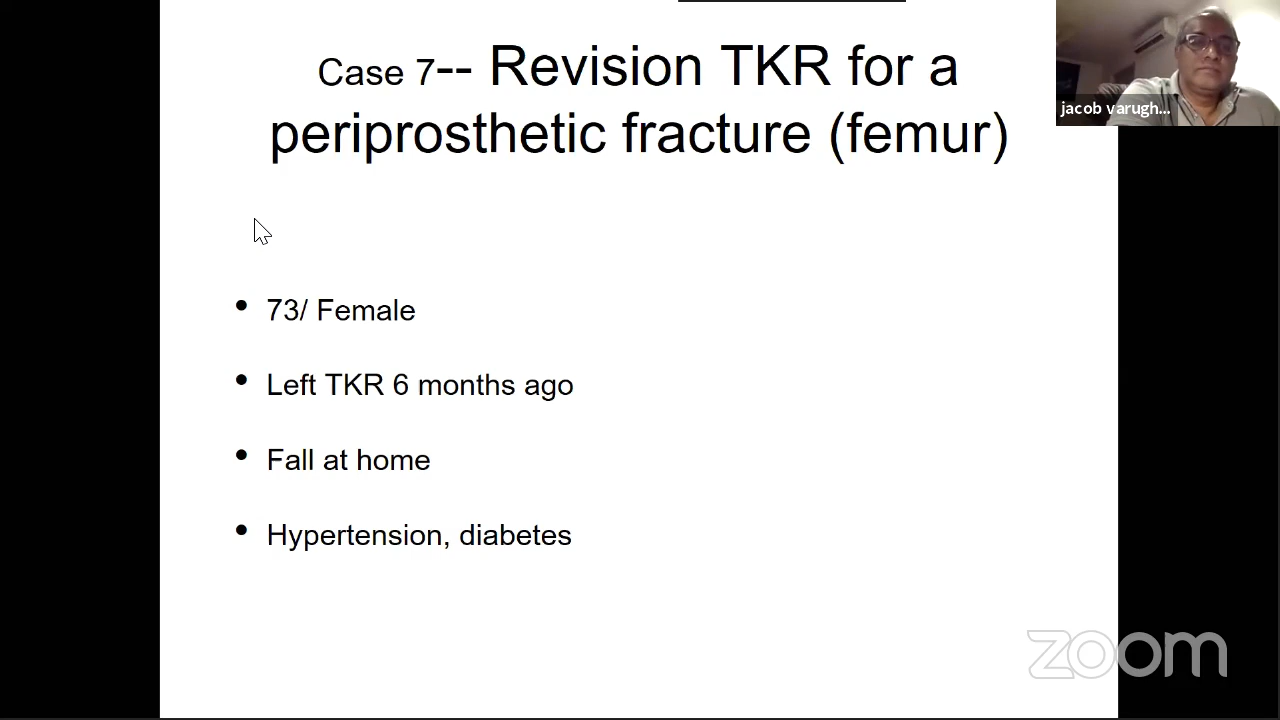 Case 7-- Revision TKR for a
periprosthetic fracture (femur)
jacob varugh...
• 73/ Female
• Left TKR 6 months ago
• Fall at home
• Hypertension, diabetes
zoom